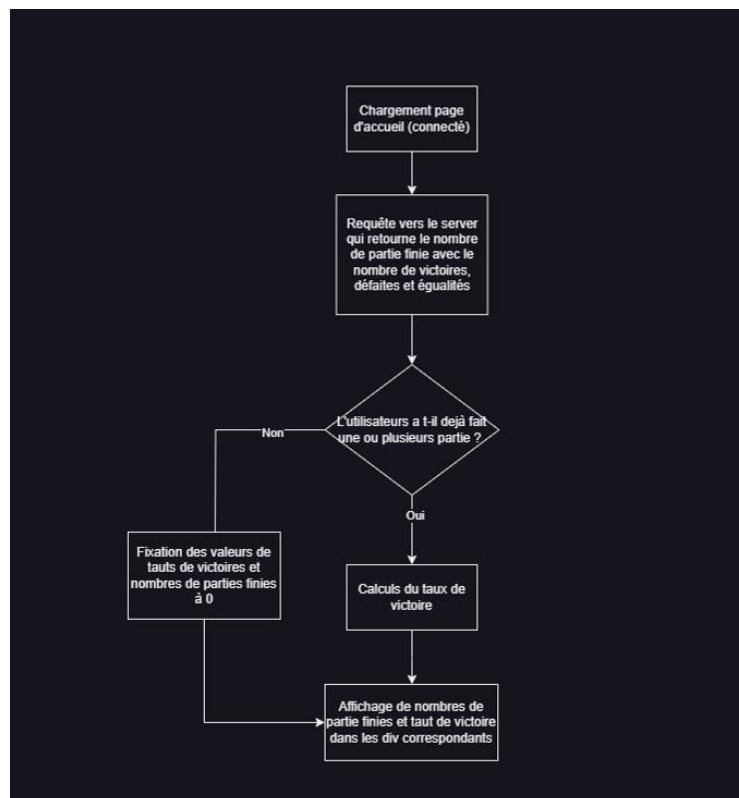 Chargement page
d'accueil (connecté)
Requête vers le server
qui retourne le nombre
de partie finie avec le
nombre de victoires,
défaites et égualités
L'utilisateurs a t-il dejà fait
une ou plusieurs partie ?
Non
Oui
Fixation des valeurs de
tauts de victoires et
nombres de parties finies
à 0
Calculs du taux de
victoire
Affichage de nombres de
partie finies et taut de victoire
dans les div correspondants